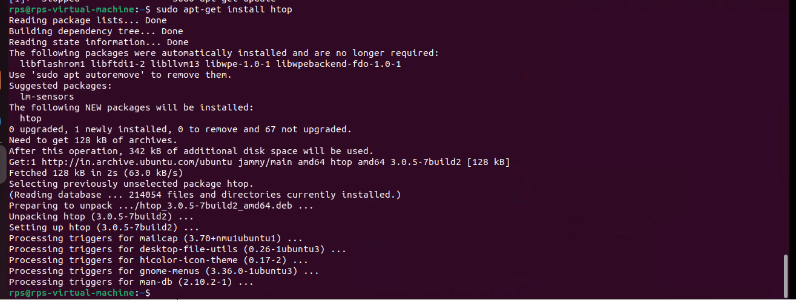 rps@rps-virtual-machine:~$ sudo apt-get install htop
Reading package lists... Done
Building dependency tree... Done
Reading state information... Done
The following packages were automatically installed and are no longer required:
  libflashrom1 libftdi1-2 libllvm13 libwpe-1.0-1 libwpebackend-fdo-1.0-1
Use 'sudo apt autoremove' to remove them.
Suggested packages:
  lm-sensors
The following NEW packages will be installed:
  htop
0 upgraded, 1 newly installed, 0 to remove and 67 not upgraded.
Need to get 128 kB of archives.
After this operation, 342 kB of additional disk space will be used.
Get:1 http://in.archive.ubuntu.com/ubuntu jammy/main amd64 htop amd64 3.0.5-7build2 [128 kB]
Fetched 128 kB in 2s (63.0 kB/s)
Selecting previously unselected package htop.
(Reading database ... 214054 files and directories currently installed.)
Preparing to unpack .../htop_3.0.5-7build2_amd64.deb ...
Unpacking htop (3.0.5-7build2) ...
Setting up htop (3.0.5-7build2) ...
Processing triggers for mailcap (3.70+nmu1ubuntu1) ...
Processing triggers for desktop-file-utils (0.26-1ubuntu3) ...
Processing triggers for hicolor-icon-theme (0.17-2) ...
Processing triggers for gnome-menus (3.36.0-1ubuntu3) ...
Processing triggers for man-db (2.10.2-1) ...
rps@rps-virtual-machine:~$